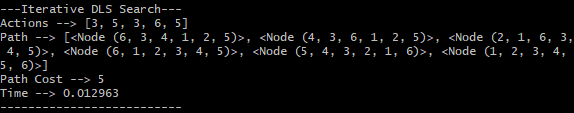 ---Iterative DLS Search---
Actions --> [3, 5, 3, 6, 5]
Path --> [<Node (6, 3, 4, 1, 2, 5)>, <Node (4, 3, 6, 1, 2, 5)>, <Node (2, 1, 6, 3,
 4, 5)>, <Node (6, 1, 2, 3, 4, 5)>, <Node (5, 4, 3, 2, 1, 6)>, <Node (1, 2, 3, 4,
5, 6)>]
Path Cost --> 5
Time --> 0.012963
--------------------------